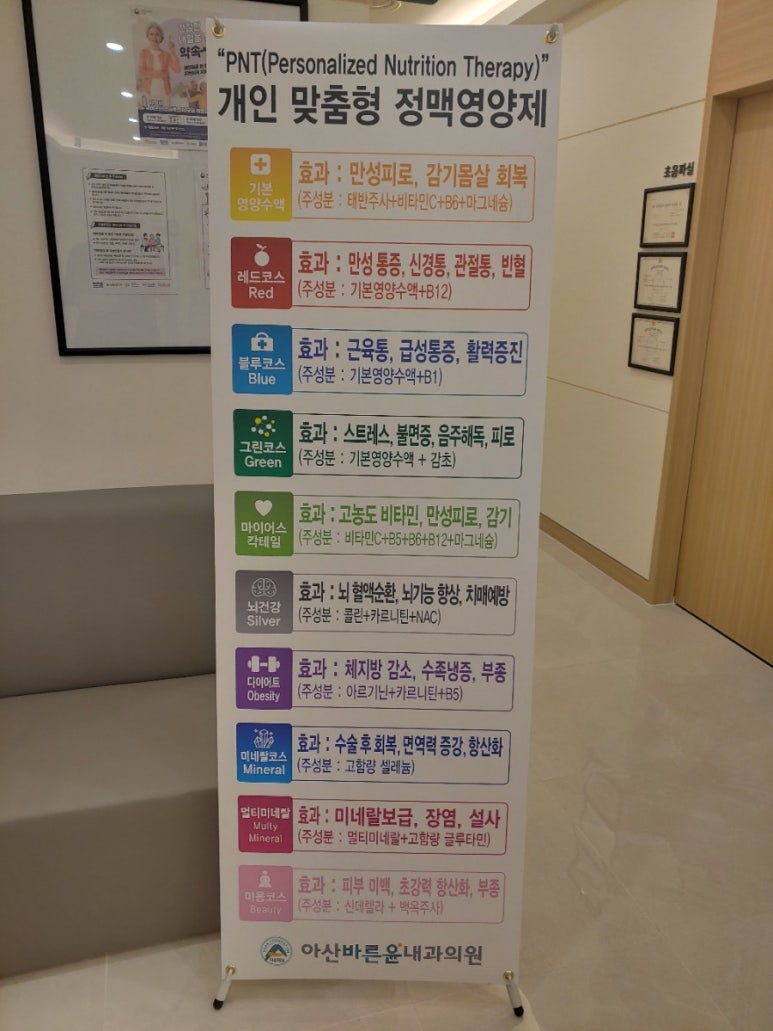 “PNT(Personalized Nutrition Therapy)”
개인 맞춤형 정맥영양제
기본
영양수액
효과 : 만성피로, 감기몸살 회복
(주성분 : 태반주사+비타민C+B6+마그네슘)
레드코스
Red
효과 : 만성 통증, 신경통, 관절통, 빈혈
(주성분 : 기본영양수액+B12)
블루코스
Blue
효과 : 근육통, 급성통증, 활력증진
(주성분 : 기본영양수액+B1)
그린코스
Green
효과 : 스트레스, 불면증, 음주해독, 피로
(주성분 : 기본영양수액 + 감초)
마이어스
칵테일
효과 : 고농도 비타민, 만성피로, 감기
(주성분 : 비타민C+B5+B6+B12+마그네슘)
뇌건강
Silver
효과 : 뇌 혈액순환, 뇌기능 향상, 치매예방
(주성분 : 콜린+카르니틴+NAC)
다이어트
Obesity
효과 : 체지방 감소, 수족냉증, 부종
(주성분 : 아르기닌+카르니틴+B5)
미네랄코스
Mineral
효과 : 수술 후 회복, 면역력 증강, 항산화
(주성분 : 고함량 셀레늄)
멀티미네랄
Multy
Mineral
효과 : 미네랄보급, 장염, 설사
(주성분 : 멀티미네랄+고함량 글루타민)
미용코스
Beauty
효과 : 피부 미백, 초강력 항산화, 부종
(주성분 : 신데렐라 + 백옥주사)
아산바른윤내과의원
초음파실
약속